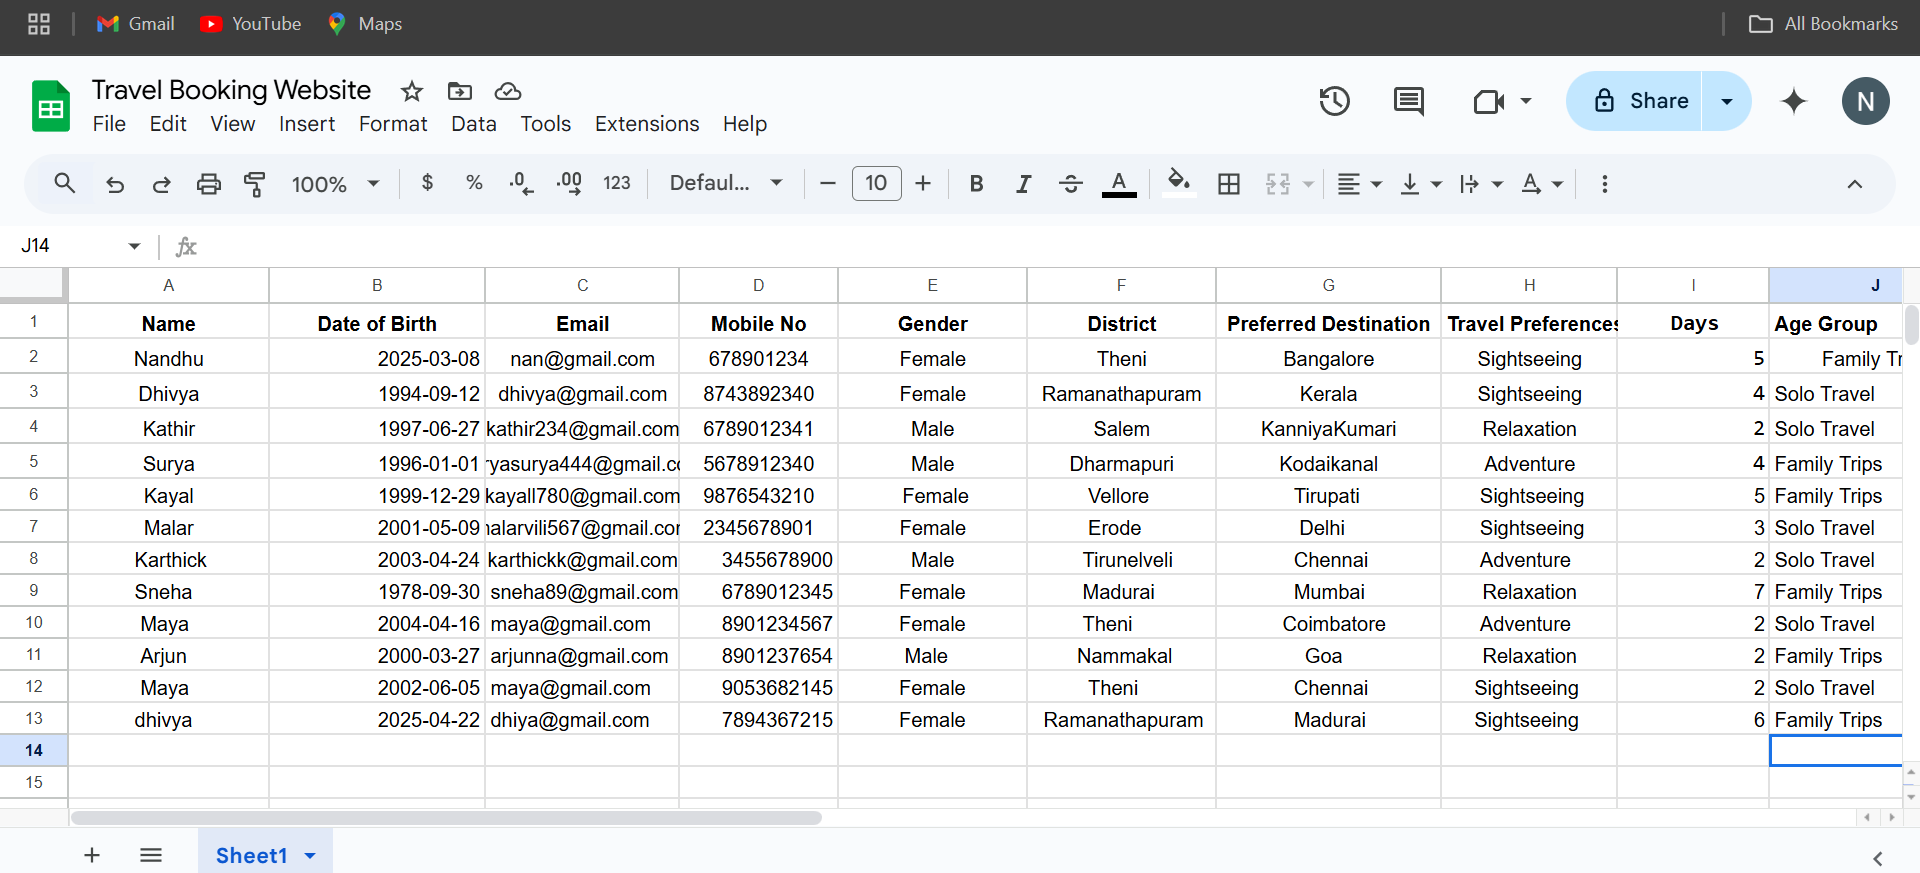 Gmail YouTube Maps All Bookmarks
Travel Booking Website
File Edit View Insert Format Data Tools Extensions Help
Share N
100% $ % .0 .00 123 Defaul... 10 B I A A
J14 fx
A B C D E F G H I J
1 Name Date of Birth Email Mobile No Gender District Preferred Destination Travel Preferences Days Age Group
2 Nandhu 2025-03-08 nan@gmail.com 678901234 Female Theni Bangalore Sightseeing 5 Family Tr
3 Dhivya 1994-09-12 dhivya@gmail.com 8743892340 Female Ramanathapuram Kerala Sightseeing 4 Solo Travel
4 Kathir 1997-06-27 kathir234@gmail.com 6789012341 Male Salem KanniyaKumari Relaxation 2 Solo Travel
5 Surya 1996-01-01 ryasurya444@gmail.c 5678912340 Male Dharmapuri Kodaikanal Adventure 4 Family Trips
6 Kayal 1999-12-29 kayall780@gmail.com 9876543210 Female Vellore Tirupati Sightseeing 5 Family Trips
7 Malar 2001-05-09 alarvili567@gmail.co 2345678901 Female Erode Delhi Sightseeing 3 Solo Travel
8 Karthick 2003-04-24 karthickk@gmail.com 3455678900 Male Tirunelveli Chennai Adventure 2 Solo Travel
9 Sneha 1978-09-30 sneha89@gmail.com 6789012345 Female Madurai Mumbai Relaxation 7 Family Trips
10 Maya 2004-04-16 maya@gmail.com 8901234567 Female Theni Coimbatore Adventure 2 Solo Travel
11 Arjun 2000-03-27 arjunna@gmail.com 8901237654 Male Nammakal Goa Relaxation 2 Family Trips
12 Maya 2002-06-05 maya@gmail.com 9053682145 Female Theni Chennai Sightseeing 2 Solo Travel
13 dhivya 2025-04-22 dhiya@gmail.com 7894367215 Female Ramanathapuram Madurai Sightseeing 6 Family Trips
14
15
Sheet1